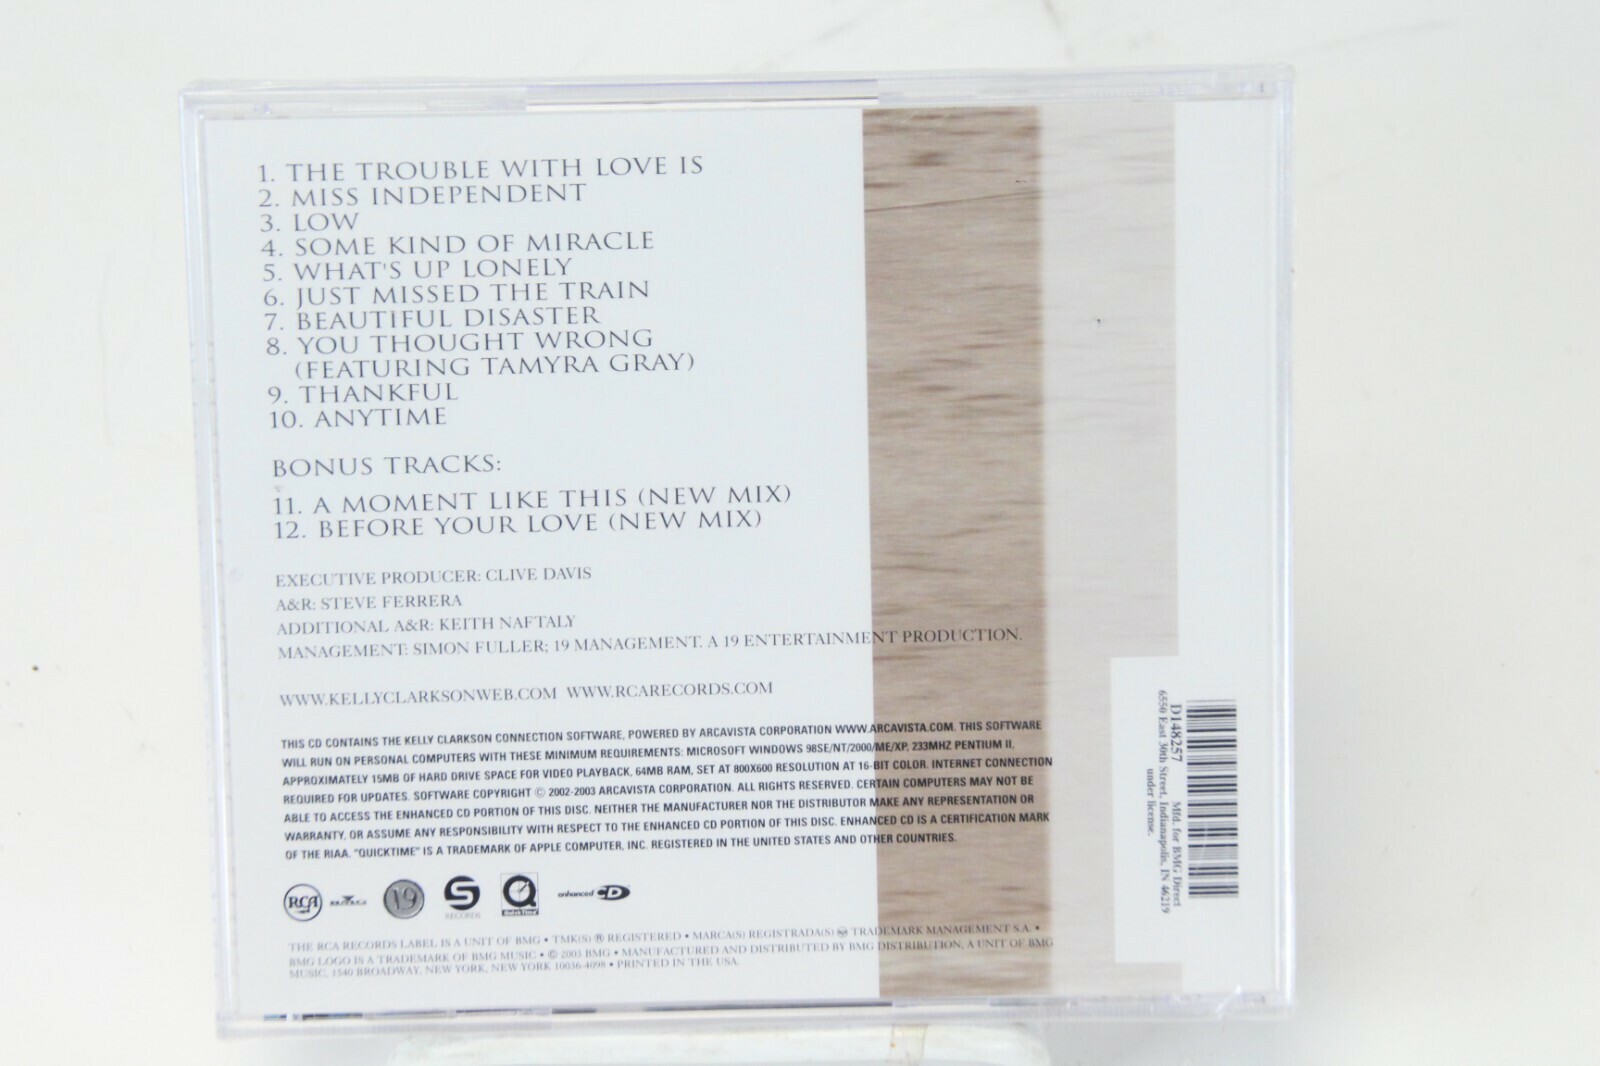 1. THE TROUBLE WITH LOVE IS
2. MISS INDEPENDENT
3. LOW
4. SOME KIND OF MIRACLE
5. WHAT'S UP LONELY
6. JUST MISSED THE TRAIN
7. BEAUTIFUL DISASTER
8. YOU THOUGHT WRONG
(FEATURING TAMYRA GRAY)
9. THANKFUL
10. ANYTIME
BONUS TRACKS:
11. A MOMENT LIKE THIS (NEW MIX)
12. BEFORE YOUR LOVE (NEW MIX)
EXECUTIVE PRODUCER: CLIVE DAVIS
A&R: STEVE FERRERA
ADDITIONAL A&R: KEITH NAFTALY
MANAGEMENT: SIMON FULLER; 19 MANAGEMENT. A 19 ENTERTAINMENT PRODUCTION.
WWW.KELLYCLARKSONWEB.COM WWW.RCARECORDS.COM
THIS CD CONTAINS THE KELLY CLARKSON CONNECTION SOFTWARE, POWERED BY ARCAVISTA CORPORATION WWW.ARCAVISTA.COM. THIS SOFTWARE
WILL RUN ON PERSONAL COMPUTERS WITH THESE MINIMUM REQUIREMENTS: MICROSOFT WINDOWS 98SE/NT/2000/ME/XP, 233MHZ PENTIUM II,
APPROXIMATELY 15MB OF HARD DRIVE SPACE FOR VIDEO PLAYBACK, 64MB RAM, SET AT 800X600 RESOLUTION AT 16-BIT COLOR. INTERNET CONNECTION
REQUIRED FOR UPDATES. SOFTWARE COPYRIGHT © 2002-2003 ARCAVISTA CORPORATION. ALL RIGHTS RESERVED. CERTAIN COMPUTERS MAY NOT BE
ABLE TO ACCESS THE ENHANCED CD PORTION OF THIS DISC. NEITHER THE MANUFACTURER NOR THE DISTRIBUTOR MAKE ANY REPRESENTATION OR
WARRANTY, OR ASSUME ANY RESPONSIBILITY WITH RESPECT TO THE ENHANCED CD PORTION OF THIS DISC. ENHANCED CD IS A CERTIFICATION MARK
OF THE RIAA. "QUICKTIME" IS A TRADEMARK OF APPLE COMPUTER, INC. REGISTERED IN THE UNITED STATES AND OTHER COUNTRIES.
RCA BMG 19 S RECORDS QuickTime enhanced CD
THE RCA RECORDS LABEL IS A UNIT OF BMG • TMK(S) ® REGISTERED • MARCA(S) REGISTRADA(S) RCA TRADEMARK MANAGEMENT S.A. •
BMG LOGO IS A TRADEMARK OF BMG MUSIC • © 2003 BMG • MANUFACTURED AND DISTRIBUTED BY BMG DISTRIBUTION, A UNIT OF BMG
MUSIC, 1540 BROADWAY, NEW YORK, NEW YORK 10036-4098 • PRINTED IN THE USA.
D148257 Mfd. for BMG Direct
6550 East 30th Street, Indianapolis, IN 46219
under license.